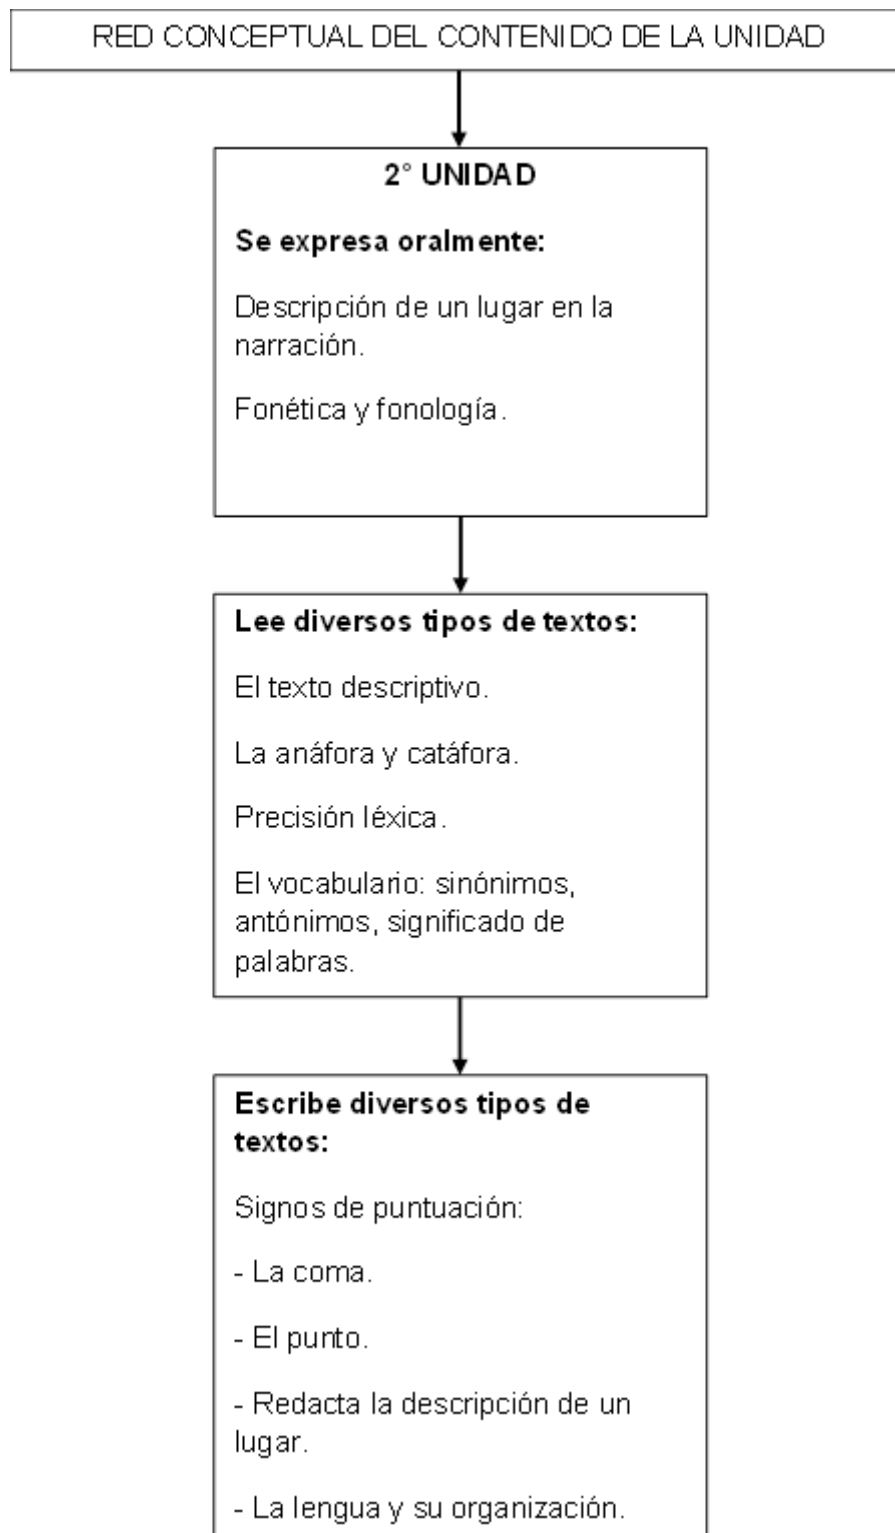 RED CONCEPTUAL DEL CONTENIDO DE LA UNIDAD
2° UNIDAD
Se expresa oralmente:
Descripción de un lugar en la
narración.
Fonética y fonología.
Lee diversos tipos de textos:
El texto descriptivo.
La anáfora y catáfora.
Precisión léxica.
El vocabulario: sinónimos,
antónimos, significado de
palabras.
Escribe diversos tipos de
textos:
Signos de puntuación:
- La coma.
- El punto.
- Redacta la descripción de un
lugar.
- La lengua y su organización.